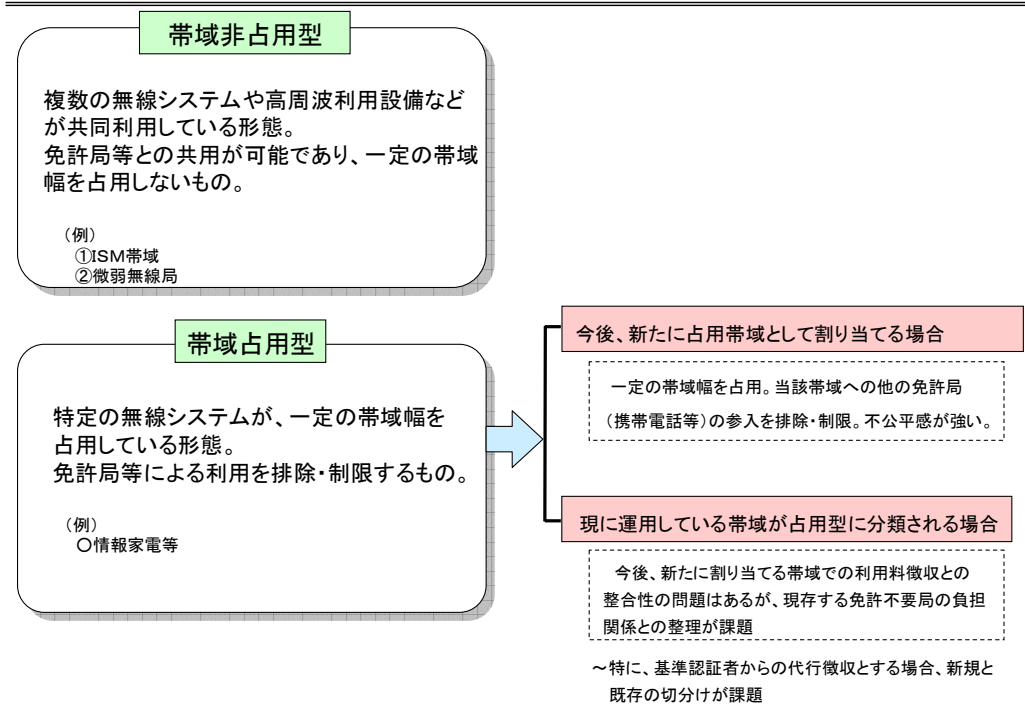 帯域非占用型
複数の無線システムや高周波利用設備など
が共同利用している形態。
免許局等との共用が可能であり、一定の帯域
幅を占用しないもの。
（例）
①ISM帯域
②微弱無線局
帯域占用型
特定の無線システムが、一定の帯域幅を
占用している形態。
免許局等による利用を排除・制限するもの。
（例）
○情報家電等
今後、新たに占用帯域として割り当てる場合
一定の帯域幅を占用。当該帯域への他の免許局
（携帯電話等）の参入を排除・制限。不公平感が強い。
現に運用している帯域が占用型に分類される場合
今後、新たに割り当てる帯域での利用料徴収との
整合性の問題はあるが、現存する免許不要局の負担
関係との整理が課題
～特に、基準認証者からの代行徴収とする場合、新規と
既存の切分けが課題